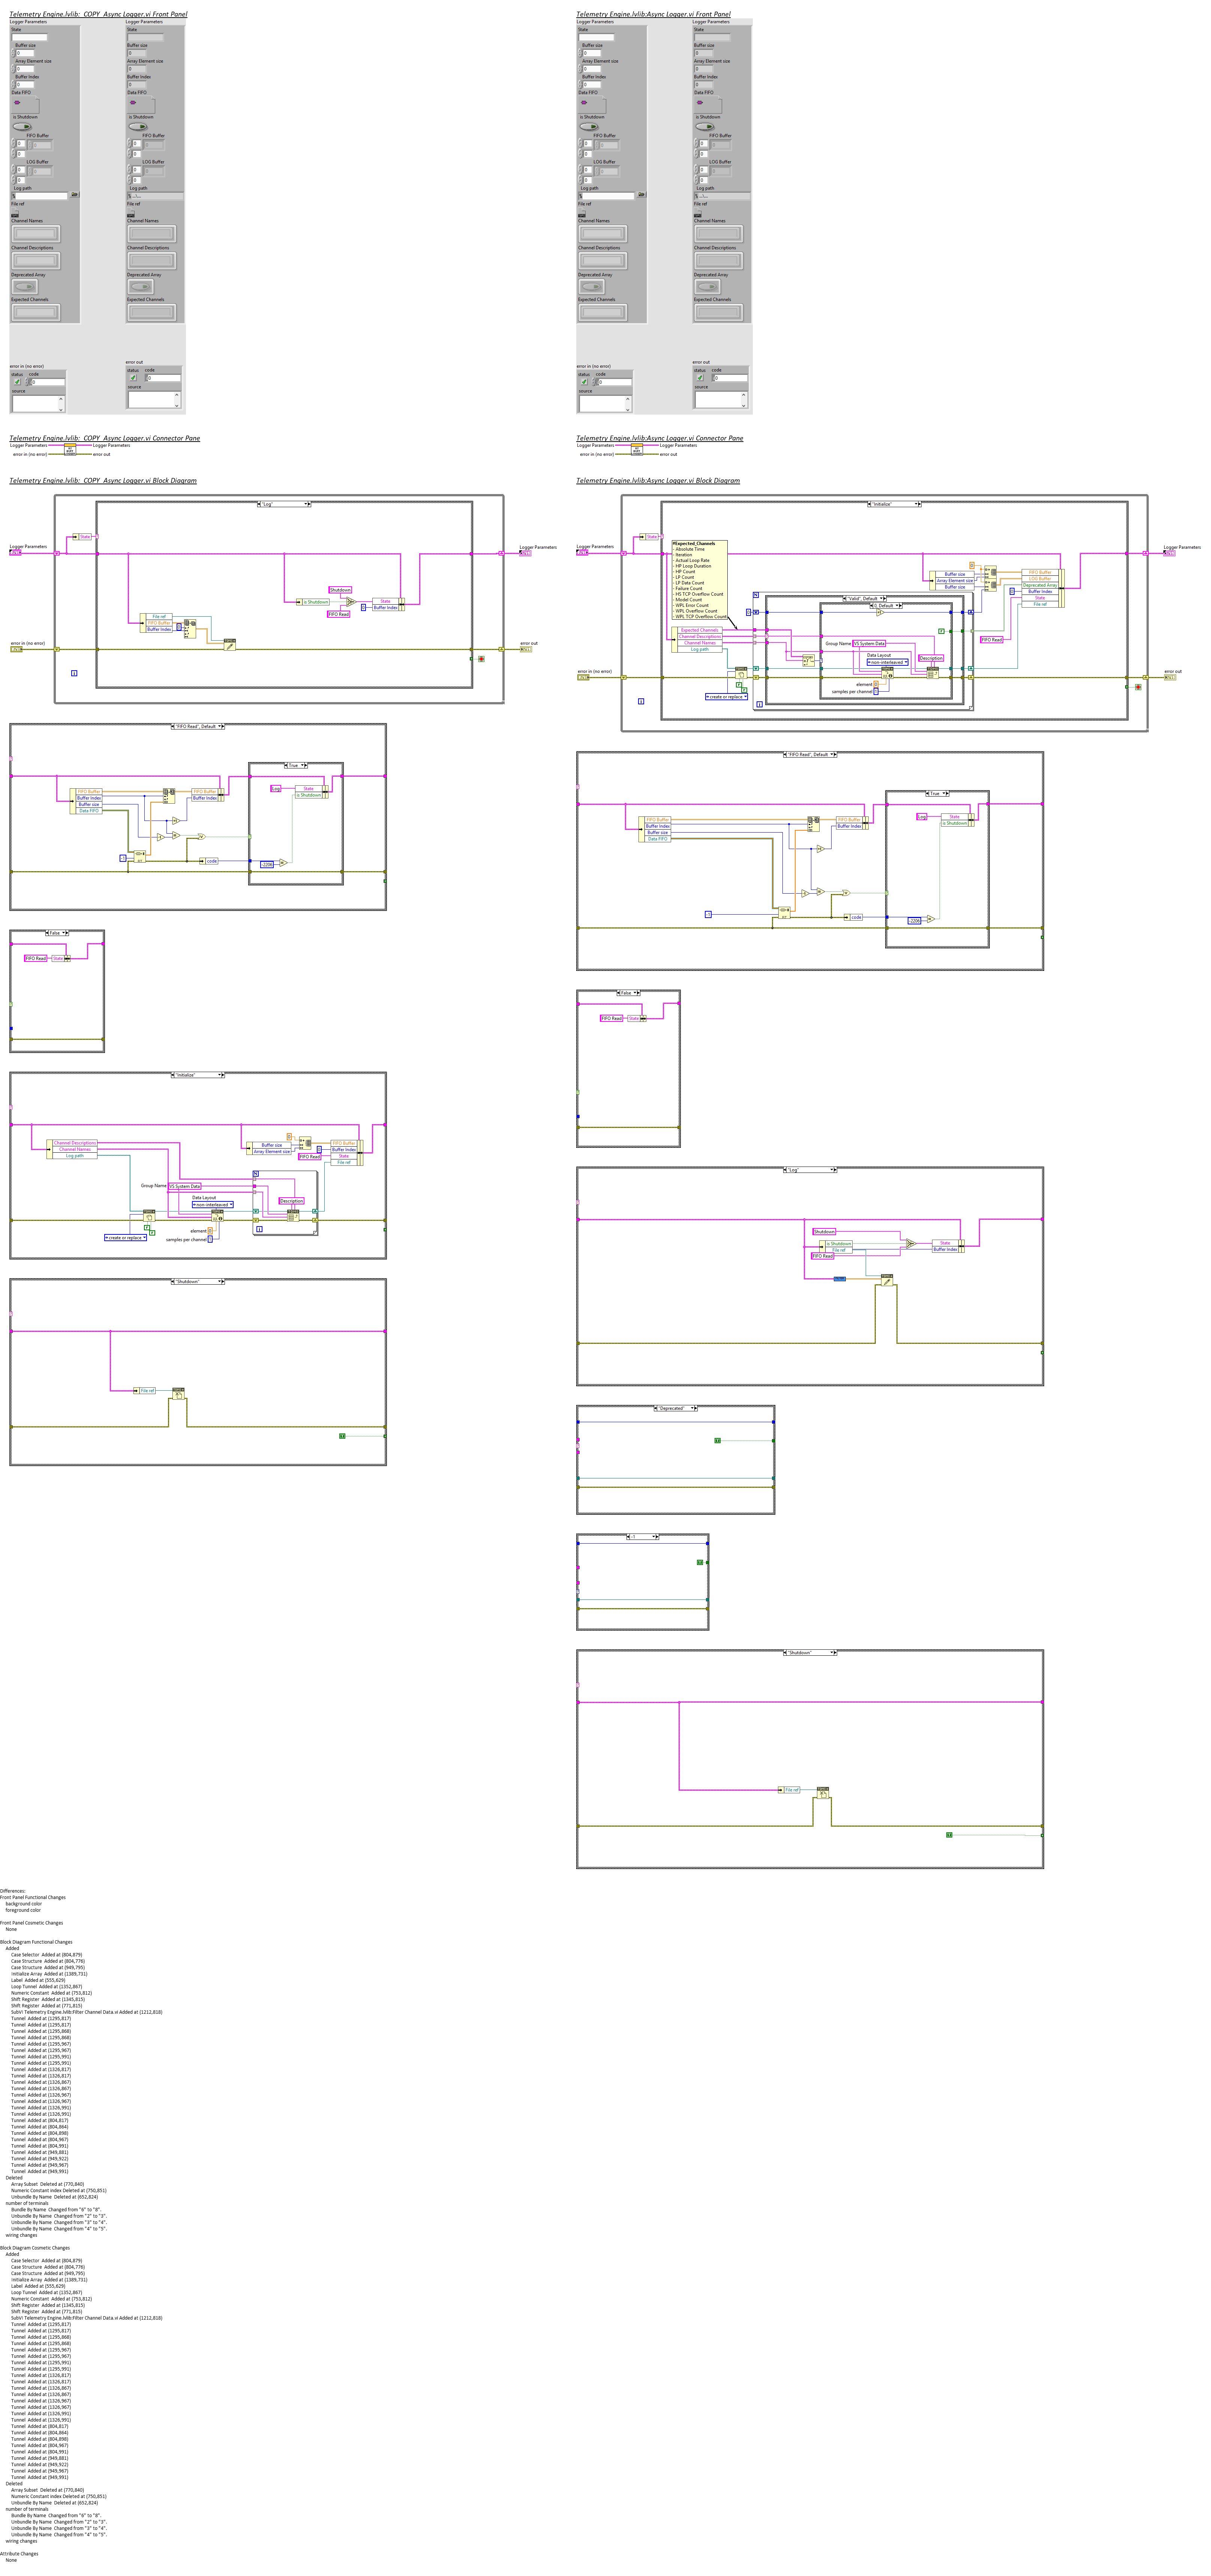 Telemetry Engine.lvlib:_COPY_Async Logger.vi Front Panel
Logger Parameters
State
Buffer size
0
Array Element size
0
Buffer Index
0
Data FIFO
is Shutdown
FIFO Buffer
0
0
0
LOG Buffer
0
0
0
Log path
File ref
Channel Names
Channel Descriptions
Deprecated Array
Expected Channels
error in (no error)
status code
0
source
Logger Parameters
State
Buffer size
0
Array Element size
0
Buffer Index
0
Data FIFO
is Shutdown
FIFO Buffer
0
0
0
LOG Buffer
0
0
0
Log path
File ref
Channel Names
Channel Descriptions
Deprecated Array
Expected Channels
error out
status code
0
source
Telemetry Engine.lvlib:Async Logger.vi Front Panel
Logger Parameters
State
Buffer size
0
Array Element size
0
Buffer Index
0
Data FIFO
is Shutdown
FIFO Buffer
0
0
0
LOG Buffer
0
0
0
Log path
File ref
Channel Names
Channel Descriptions
Deprecated Array
Expected Channels
error in (no error)
status code
0
source
Logger Parameters
State
Buffer size
0
Array Element size
0
Buffer Index
0
Data FIFO
is Shutdown
FIFO Buffer
0
0
0
LOG Buffer
0
0
0
Log path
File ref
Channel Names
Channel Descriptions
Deprecated Array
Expected Channels
error out
status code
0
source
Telemetry Engine.lvlib:_COPY_Async Logger.vi Connector Pane
Logger Parameters Logger Parameters
error in (no error) error out
Telemetry Engine.lvlib:Async Logger.vi Connector Pane
Logger Parameters Logger Parameters
error in (no error) error out
Telemetry Engine.lvlib:_COPY_Async Logger.vi Block Diagram
"Log"
State
Logger Parameters
Logger Parameters
Shutdown
is Shutdown
State
Buffer Index
FIFO Read
File ref
FIFO Buffer
Buffer Index
error in (no error)
error out
"FIFO Read", Default
True
FIFO Buffer
Buffer Index
Buffer size
Data FIFO
FIFO Buffer
Buffer Index
Log
State
is Shutdown
code
-2206
False
FIFO Read
State
"Initialize"
Channel Descriptions
Channel Names
Log path
Buffer size
Array Element size
FIFO Read
FIFO Buffer
Buffer Index
State
File ref
Group Name VS System Data
Data Layout
non-interleaved
Description
create or replace
element
samples per channel
"Shutdown"
File ref
Telemetry Engine.lvlib:Async Logger.vi Block Diagram
"Initialize"
State
Logger Parameters
Logger Parameters
#Expected_Channels
- Absolute Time
- Iteration
- Actual Loop Rate
- HP Loop Duration
- HP Count
- LP Count
- LP Data Count
- Failure Count
- HS TCP Overflow Count
- Model Count
- WPL Error Count
- WPL Overflow Count
- WPL TCP Overflow Count
Expected Channels
Channel Descriptions
Channel Names
Log path
"Valid", Default
0, Default
Buffer size
Array Element size
FIFO Buffer
LOG Buffer
Deprecated Array
Buffer Index
State
File ref
FIFO Read
Group Name VS System Data
Data Layout
non-interleaved
Description
element
samples per channel
create or replace
error in (no error)
error out
"FIFO Read", Default
True
FIFO Buffer
Buffer Index
Buffer size
Data FIFO
FIFO Buffer
Buffer Index
Log
State
is Shutdown
code
-2206
False
FIFO Read
State
"Log"
Shutdown
is Shutdown
File ref
FIFO Read
State
Buffer Index
"Deprecated"
-1
"Shutdown"
File ref
Differences:
Front Panel Functional Changes
background color
foreground color
Front Panel Cosmetic Changes
None
Block Diagram Functional Changes
Added
Case Selector Added at (804,879)
Case Structure Added at (804,776)
Case Structure Added at (949,795)
Initialize Array Added at (1389,731)
Label Added at (555,629)
Loop Tunnel Added at (1352,867)
Numeric Constant Added at (753,812)
Shift Register Added at (1345,815)
Shift Register Added at (771,815)
SubVI Telemetry Engine.lvlib:Filter Channel Data.vi Added at (1212,818)
Tunnel Added at (1295,817)
Tunnel Added at (1295,817)
Tunnel Added at (1295,868)
Tunnel Added at (1295,868)
Tunnel Added at (1295,967)
Tunnel Added at (1295,967)
Tunnel Added at (1295,991)
Tunnel Added at (1295,991)
Tunnel Added at (1326,817)
Tunnel Added at (1326,817)
Tunnel Added at (1326,867)
Tunnel Added at (1326,867)
Tunnel Added at (1326,967)
Tunnel Added at (1326,967)
Tunnel Added at (1326,991)
Tunnel Added at (1326,991)
Tunnel Added at (804,817)
Tunnel Added at (804,864)
Tunnel Added at (804,898)
Tunnel Added at (804,967)
Tunnel Added at (804,991)
Tunnel Added at (949,881)
Tunnel Added at (949,922)
Tunnel Added at (949,967)
Tunnel Added at (949,991)
Deleted
Array Subset Deleted at (770,840)
Numeric Constant index Deleted at (750,851)
Unbundle By Name Deleted at (652,824)
number of terminals
Bundle By Name Changed from "6" to "8".
Unbundle By Name Changed from "2" to "3".
Unbundle By Name Changed from "3" to "4".
Unbundle By Name Changed from "4" to "5".
wiring changes
Block Diagram Cosmetic Changes
Added
Case Selector Added at (804,879)
Case Structure Added at (804,776)
Case Structure Added at (949,795)
Initialize Array Added at (1389,731)
Label Added at (555,629)
Loop Tunnel Added at (1352,867)
Numeric Constant Added at (753,812)
Shift Register Added at (1345,815)
Shift Register Added at (771,815)
SubVI Telemetry Engine.lvlib:Filter Channel Data.vi Added at (1212,818)
Tunnel Added at (1295,817)
Tunnel Added at (1295,817)
Tunnel Added at (1295,868)
Tunnel Added at (1295,868)
Tunnel Added at (1295,967)
Tunnel Added at (1295,967)
Tunnel Added at (1295,991)
Tunnel Added at (1295,991)
Tunnel Added at (1326,817)
Tunnel Added at (1326,817)
Tunnel Added at (1326,867)
Tunnel Added at (1326,867)
Tunnel Added at (1326,967)
Tunnel Added at (1326,967)
Tunnel Added at (1326,991)
Tunnel Added at (1326,991)
Tunnel Added at (804,817)
Tunnel Added at (804,864)
Tunnel Added at (804,898)
Tunnel Added at (804,967)
Tunnel Added at (804,991)
Tunnel Added at (949,881)
Tunnel Added at (949,922)
Tunnel Added at (949,967)
Tunnel Added at (949,991)
Deleted
Array Subset Deleted at (770,840)
Numeric Constant index Deleted at (750,851)
Unbundle By Name Deleted at (652,824)
number of terminals
Bundle By Name Changed from "6" to "8".
Unbundle By Name Changed from "2" to "3".
Unbundle By Name Changed from "3" to "4".
Unbundle By Name Changed from "4" to "5".
wiring changes
Attribute Changes
None